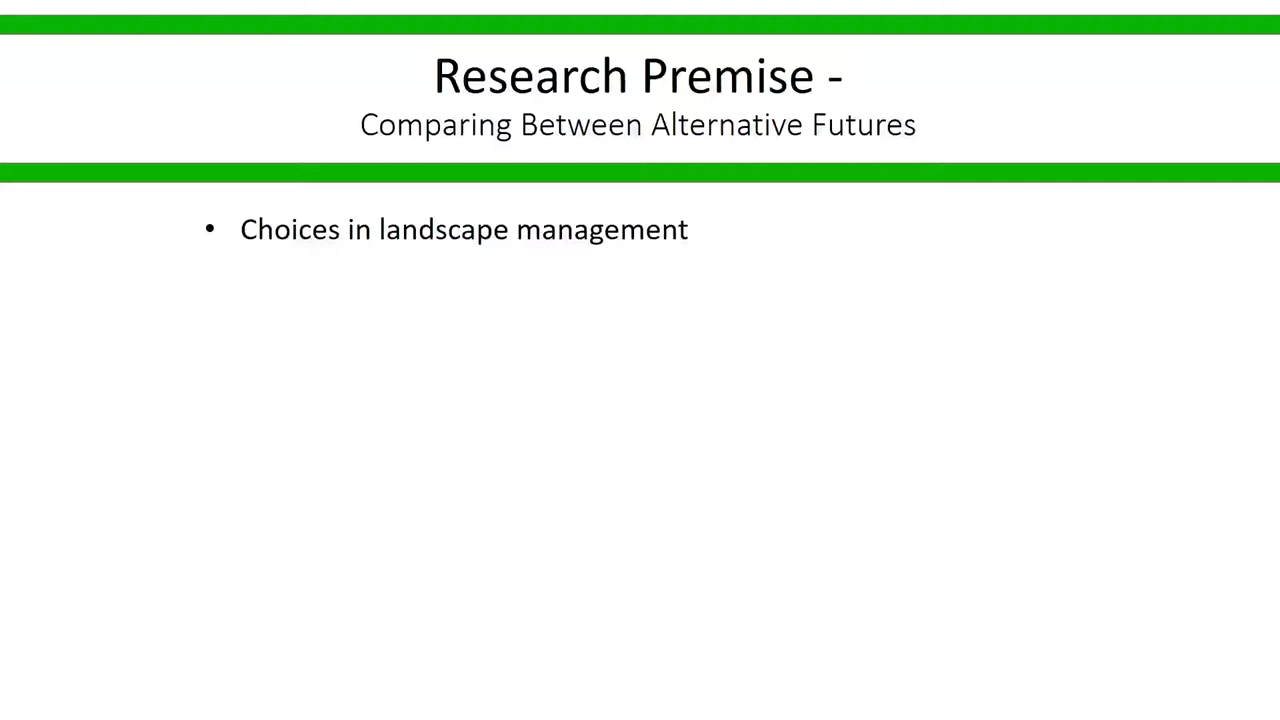 Research Premise -
Comparing Between Alternative Futures
• Choices in landscape management